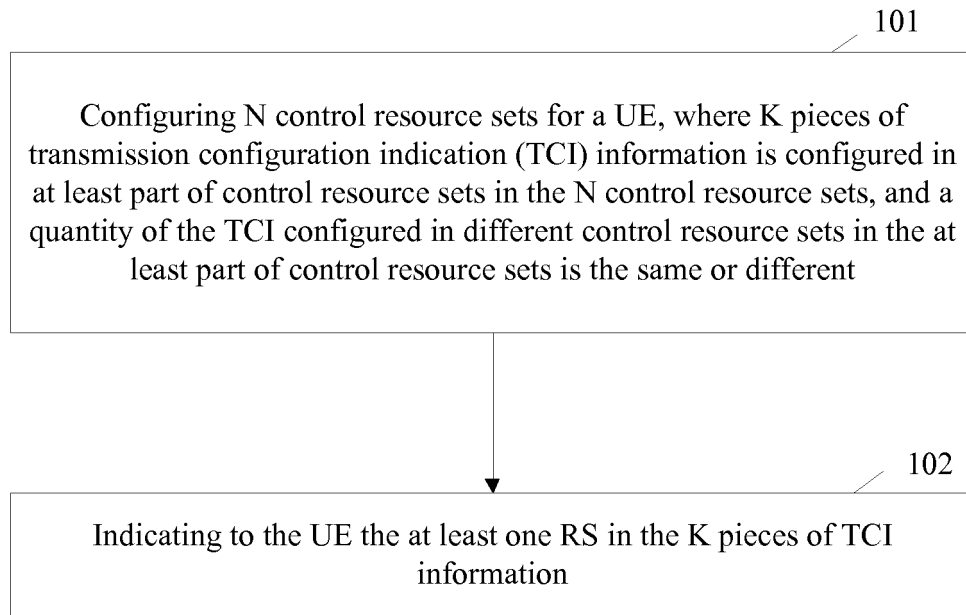 101
Configuring N control resource sets for a UE, where K pieces of
transmission configuration indication (TCI) information is configured in
at least part of control resource sets in the N control resource sets, and a
quantity of the TCI configured in different control resource sets in the at
least part of control resource sets is the same or different
102
Indicating to the UE the at least one RS in the K pieces of TCI
information